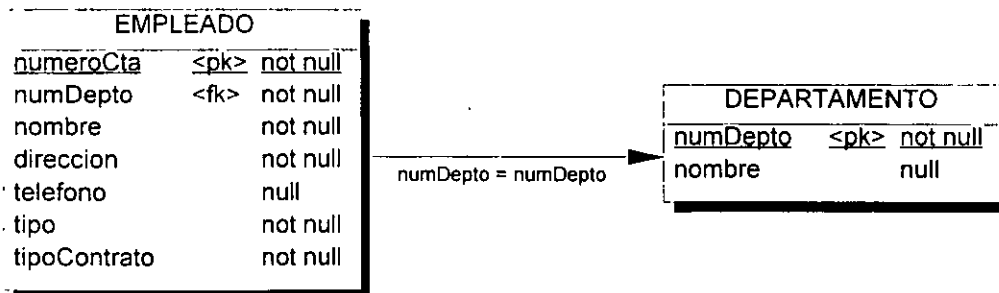 EMPLEADO
numeroCta <pk> not null
numDepto <fk> not null
nombre not null
direccion not null
telefono null
tipo not null
tipoContrato not null
numDepto = numDepto
DEPARTAMENTO
numDepto <pk> not null
nombre null